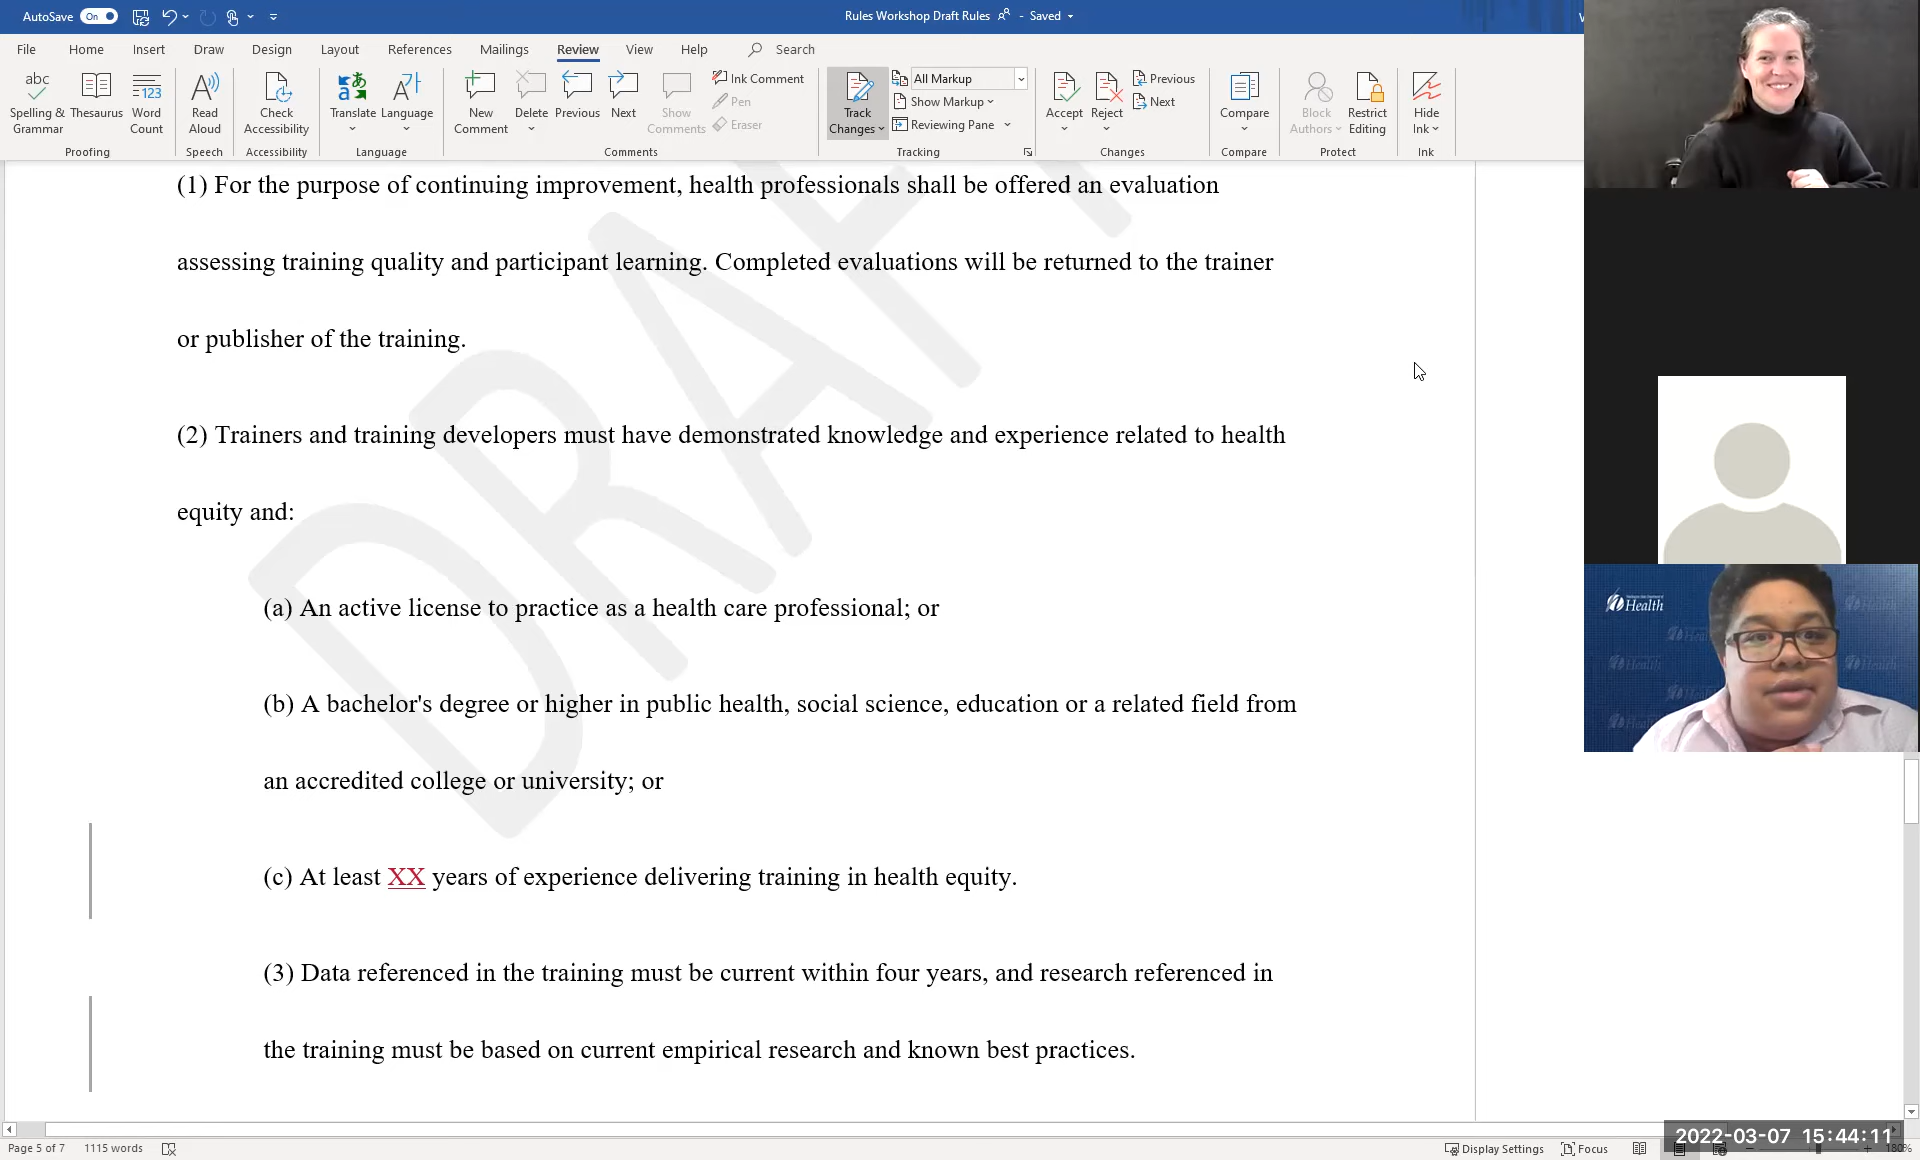 AutoSave On
Rules Workshop Draft Rules - Saved
File Home Insert Draw Design Layout References Mailings Review View Help Search
abc
Spelling & Grammar
Thesaurus
123
Word Count
Read Aloud
Check Accessibility
Translate
Language
New Comment
Delete
Previous
Next
Show Comments
Ink Comment
Pen
Eraser
Track Changes
All Markup
Show Markup
Reviewing Pane
Accept
Reject
Previous
Next
Compare
Block Authors
Restrict Editing
Hide Ink
Proofing Speech Accessibility Language Comments Tracking Changes Compare Protect Ink
DRAFT
(1) For the purpose of continuing improvement, health professionals shall be offered an evaluation
assessing training quality and participant learning. Completed evaluations will be returned to the trainer
or publisher of the training.
(2) Trainers and training developers must have demonstrated knowledge and experience related to health
equity and:
(a) An active license to practice as a health care professional; or
(b) A bachelor's degree or higher in public health, social science, education or a related field from
an accredited college or university; or
(c) At least XX years of experience delivering training in health equity.
(3) Data referenced in the training must be current within four years, and research referenced in
the training must be based on current empirical research and known best practices.
Health
Page 5 of 7 1115 words
Display Settings Focus
2022-03-07 15:44:11
180%